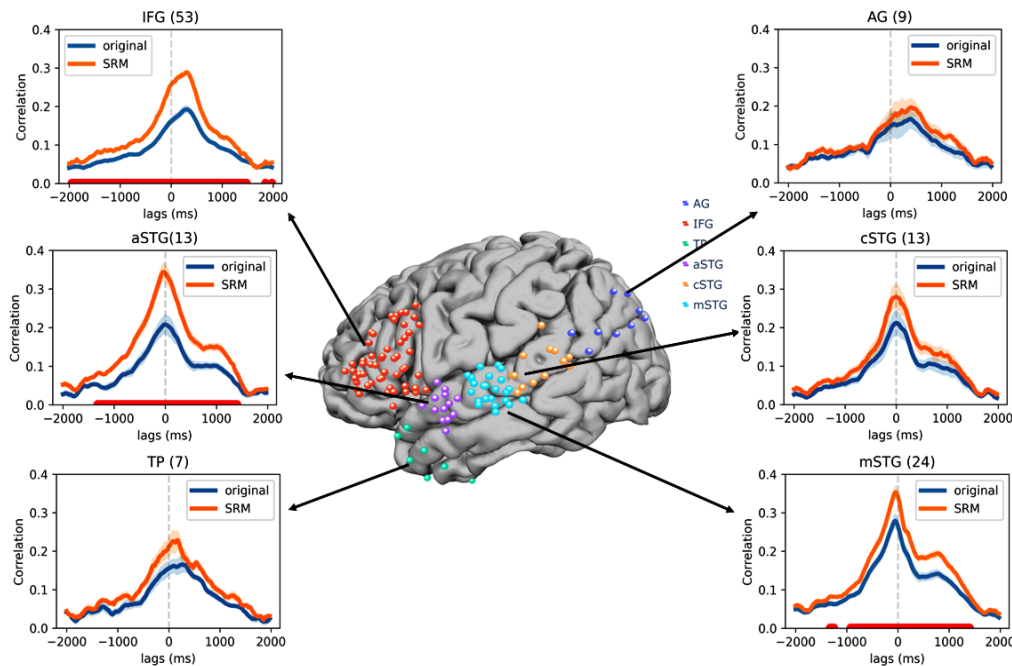 IFG (53)
0.4
0.3
0.2
0.1
0.0
Correlation
original
SRM
−2000 −1000 0 1000 2000
lags (ms)
AG (9)
0.4
0.3
0.2
0.1
0.0
Correlation
original
SRM
−2000 −1000 0 1000 2000
lags (ms)
aSTG(13)
0.4
0.3
0.2
0.1
0.0
Correlation
original
SRM
−2000 −1000 0 1000 2000
lags (ms)
AG
IFG
TP
aSTG
cSTG
mSTG
cSTG (13)
0.4
0.3
0.2
0.1
0.0
Correlation
original
SRM
−2000 −1000 0 1000 2000
lags (ms)
TP (7)
0.4
0.3
0.2
0.1
0.0
Correlation
original
SRM
−2000 −1000 0 1000 2000
lags (ms)
mSTG (24)
0.4
0.3
0.2
0.1
0.0
Correlation
original
SRM
−2000 −1000 0 1000 2000
lags (ms)